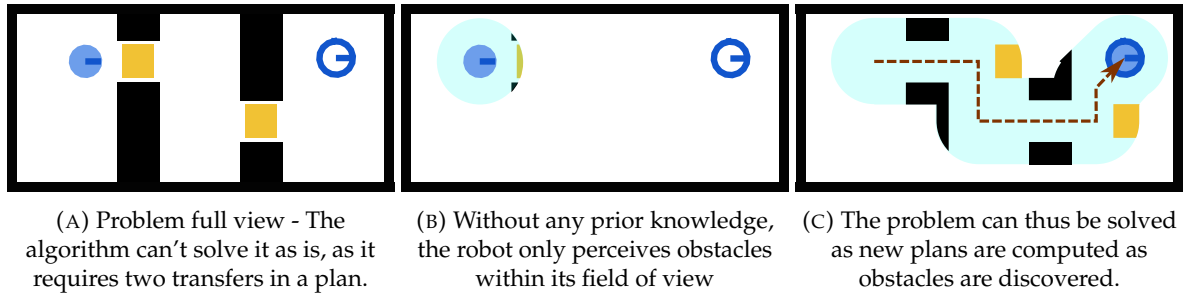 (A) Problem full view - The
algorithm can't solve it as is, as it
requires two transfers in a plan.
(B) Without any prior knowledge,
the robot only perceives obstacles
within its field of view
(C) The problem can thus be solved
as new plans are computed as
obstacles are discovered.